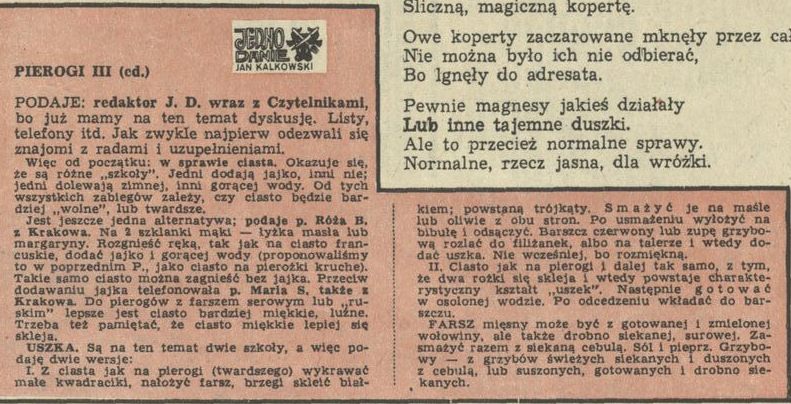 JEDNO
DANIE
JAN KALKOWSKI
PIEROGI III (cd.)
PODAJE: redaktor J. D. wraz z Czytelnikami,
bo już mamy na ten temat dyskusję. Listy,
telefony itd. Jak zwykle najpierw odezwali się
znajomi z radami i uzupełnieniami.
Więc od początku: w sprawie ciasta. Okazuje się,
że są różne „szkoły". Jedni dodają jajko, inni nie;
jedni dolewają zimnej, inni gorącej wody. Od tych
wszystkich zabiegów zależy, czy ciasto będzie bar-
dziej „wolne", lub twardsze.
Jest jeszcze jedna alternatywa; podaje p. Róża B.
z Krakowa. Na 2 szklanki mąki — łyżka masła lub
margaryny. Rozgnieść ręką, tak jak na ciasto fran-
cuskie, dodać jajko i gorącej wody (proponowaliśmy
to w poprzednim P., jako ciasto na pierożki kruche).
Takie samo ciasto można zagnieść bez jajka. Przeciw
dodawaniu jajka telefonowała p. Maria S, także z
Krakowa. Do pierogów z farszem serowym lub „ru-
skim" lepsze jest ciasto bardziej miękkie, luźne.
Trzeba też pamiętać, że ciasto miękkie lepiej się
skleja.
USZKA. Są na ten temat dwie szkoły, a więc po-
daję dwie wersje:
I. Z ciasta jak na pierogi (twardszego) wykrawać
małe kwadraciki, nałożyć farsz, brzegi skleić biał-
kiem; powstaną trójkąty. Smażyć je na maśle
lub oliwie z obu stron. Po usmażeniu wyłożyć na
bibułę i odsączyć. Barszcz czerwony lub zupę grzybo-
wą rozlać do filiżanek, albo na talerze i wtedy do-
dać uszka. Nie wcześniej, bo rozmiękną.
II. Ciasto jak na pierogi i dalej tak samo, z tym,
że dwa rożki się skleja i wtedy powstaje charakte-
rystyczny kształt „uszek". Następnie gotować
w osolonej wodzie. Po odcedzeniu wkładać do bar-
szczu.
FARSZ mięsny może być z gotowanej i zmielonej
wołowiny, ale także drobno siekanej, surowej. Za-
smażyć razem z siekaną cebulą. Sól i pieprz. Grzybo-
wy — z grzybów świeżych siekanych i duszonych
z cebulą, lub suszonych, gotowanych i drobno sie-
kanych.
Śliczną, magiczną kopertę.
Owe koperty zaczarowane mknęły przez cał
Nie można było ich nie odbierać,
Bo lgnęły do adresata.
Pewnie magnesy jakieś działały
Lub inne tajemne duszki.
Ale to przecież normalne sprawy.
Normalne, rzecz jasna, dla wróżki.